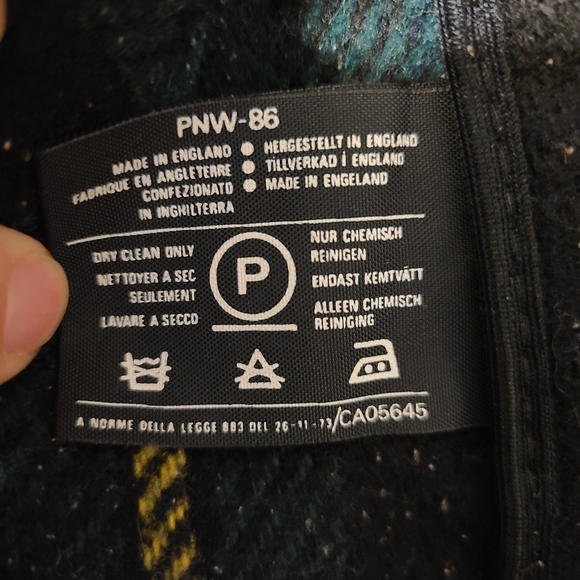 PNW-86
MADE IN ENGLAND
FABRIQUE EN ANGLETERRE
CONFEZIONATO
IN INGHILTERRA
HERGESTELLT IN ENGLAND
TILLVERKAD I ENGLAND
MADE IN ENGELAND
DRY CLEAN ONLY
NETTOYER A SEC
SEULEMENT
LAVARE A SECCO
P
NUR CHEMISCH
REINIGEN
ENDAST KEMTVÄTT
ALLEEN CHEMISCH
REINIGING
A NORME DELLA LEGGE 883 DEL 26-11-73/CA05645